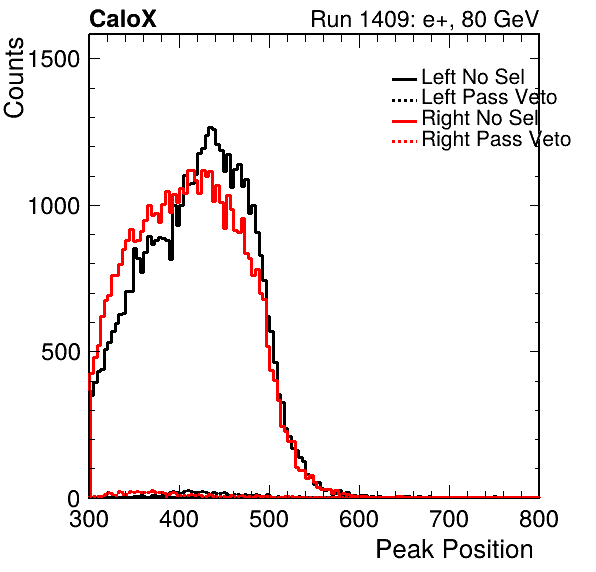 CaloX Run 1409: e+, 80 GeV
Counts
1500
1000
500
0
Left No Sel
Left Pass Veto
Right No Sel
Right Pass Veto
300 400 500 600 700 800
Peak Position